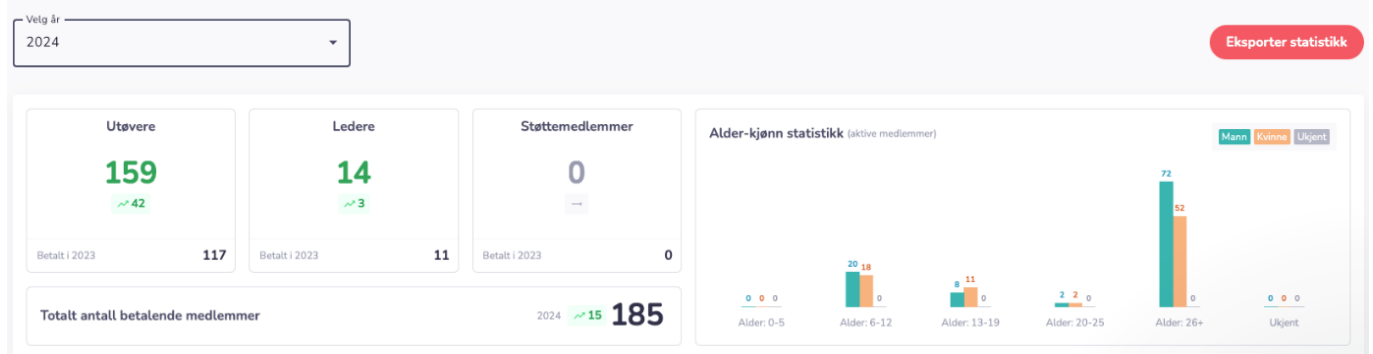 Velg år
2024
Eksporter statistikk
Utøvere
159
42
Betalt i 2023 117
Ledere
14
3
Betalt i 2023 11
Støttemedlemmer
0
Betalt i 2023 0
Totalt antall betalende medlemmer 2024 15 185
Alder-kjønn statistikk (aktive medlemmer)
Mann Kvinne Ukjent
0 0 0
20 18 0
8 11 0
2 2 0
72 52 0
0 0 0
Alder: 0-5 Alder: 6-12 Alder: 13-19 Alder: 20-25 Alder: 26+ Ukjent